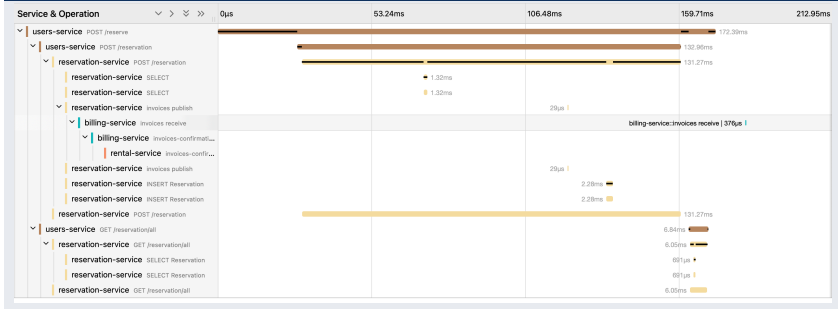 Service & Operation 0µs 53.24ms 106.48ms 159.71ms 212.95ms
users-service POST /reserve 172.39ms
users-service POST /reservation 132.96ms
reservation-service POST /reservation 131.27ms
reservation-service SELECT 1.32ms
reservation-service SELECT 1.32ms
reservation-service invoices publish 29µs
billing-service invoices receive billing-service::invoices receive | 376µs
billing-service invoices-confirmati...
rental-service invoices-confir...
reservation-service invoices publish 29µs
reservation-service INSERT Reservation 2.28ms
reservation-service INSERT Reservation 2.28ms
reservation-service POST /reservation 131.27ms
users-service GET /reservation/all 6.84ms
reservation-service GET /reservation/all 6.05ms
reservation-service SELECT Reservation 691µs
reservation-service SELECT Reservation 691µs
reservation-service GET /reservation/all 6.05ms